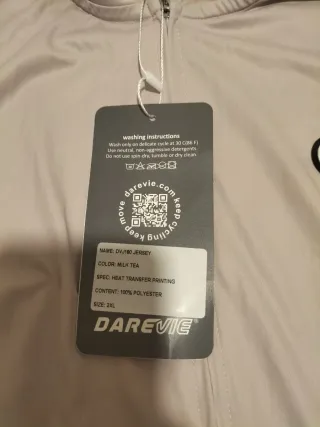 washing instructions
Wash only on delicate cycle at 30 C(86 F)
Use neutral, non-aggressive detergents.
Do not use spin dry, tumble or dry clean
darevie.com keep cycling keep move
NAME: DVJ180 JERSEY
COLOR: MILK TEA
SPEC: HEAT TRANSFER PRINTING
CONTENT: 100% POLYESTER
SIZE: 2XL
DAREVIE